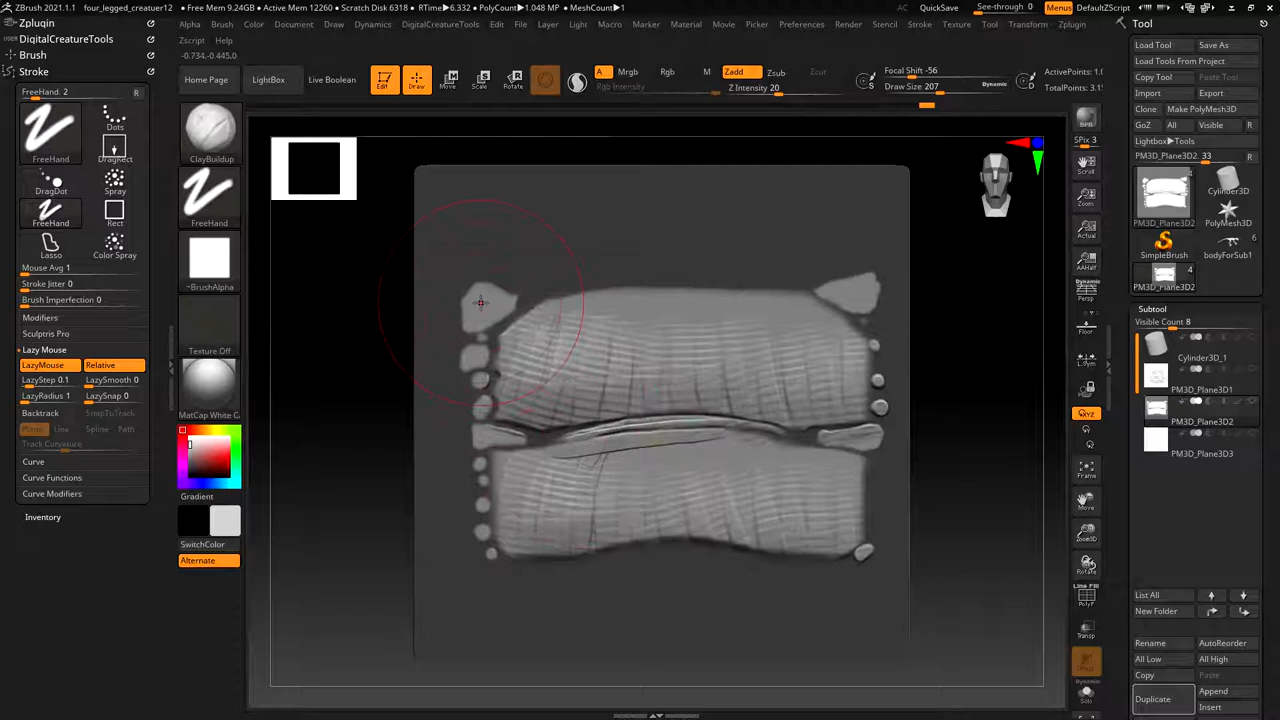 ZBrush 2021.1.1 four_legged_creatuer12 • Free Mem 9.24GB • Active Mem 12260 • Scratch Disk 6318 • RTime▶6.332 • PolyCount▶1.048 MP • MeshCount▶1 AC QuickSave See-through 0 Menus DefaultZScript
Zplugin Alpha Brush Color Document Draw Dynamics DigitalCreatureTools Edit File Layer Light Macro Marker Material Movie Picker Preferences Render Stencil Stroke Texture Tool Transform Zplugin Tool
DigitalCreatureTools Zscript Help Load Tool Save As
Brush -0.734,-0.445,0 Load Tools From Project
Stroke Home Page LightBox Live Boolean Edit Draw Move Scale Rotate A Mrgb Rgb M Zadd Zsub Zcut Focal Shift -56 ActivePoints: 1.0 Copy Tool Paste Tool
Rgb Intensity Z Intensity 20 Draw Size 207 Dynamic TotalPoints: 3.1 Import Export
FreeHand. 2 R
Clone Make PolyMesh3D
GoZ All Visible R
Lightbox▶Tools
PM3D_Plane3D2. 33 R
FreeHand Dots DragRect ClayBuildup BPR SPix 3
Scroll
DragDot Spray Zoom PM3D_Plane3D2 Cylinder3D PolyMesh3D
FreeHand Rect FreeHand Actual
Lasso Color Spray AAHalf SimpleBrush bodyForSub1 6
Mouse Avg 1 ~BrushAlpha Dynamic Persp PM3D_Plane3D2 4
Stroke Jitter 0
Brush Imperfection 0 Floor Subtool
Modifiers Visible Count 8
Sculptris Pro Texture Off
Lazy Mouse L.Sym Cylinder3D_1
LazyMouse Relative
LazyStep 0.1 LazySmooth 0 PM3D_Plane3D1
LazyRadius 1 LazySnap 0
Backtrack SnapToTrack MatCap White C XYZ PM3D_Plane3D2
Plane Line Spline Path
Track Curvature PM3D_Plane3D3
Curve
Curve Functions Frame
Curve Modifiers Gradient
Move
Inventory
SwitchColor Zoom3D
Alternate Rotate
Line Fill
PolyF List All
New Folder
Transp
Rename AutoReorder
All Low All High
Copy Paste
Dynamic
Solo Duplicate Append
Insert